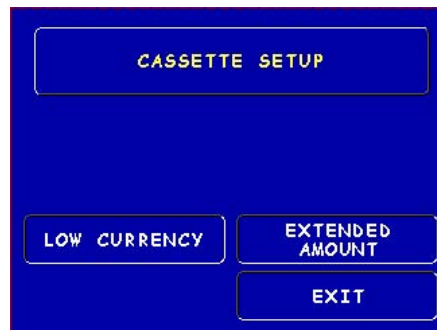 CASSETTE SETUP
LOW CURRENCY
EXTENDED
AMOUNT
EXIT